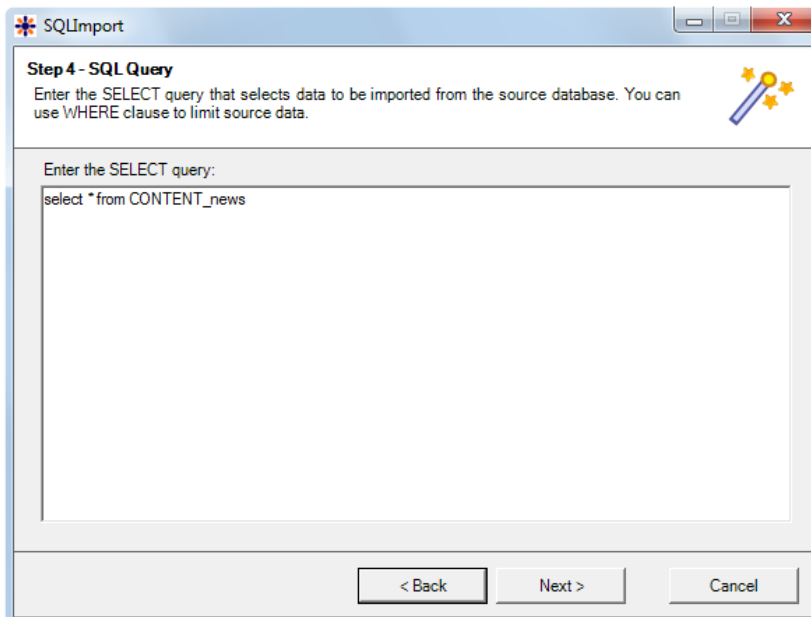 SQLImport
Step 4 - SQL Query
Enter the SELECT query that selects data to be imported from the source database. You can
use WHERE clause to limit source data.
Enter the SELECT query:
select * from CONTENT_news
< Back
Next >
Cancel